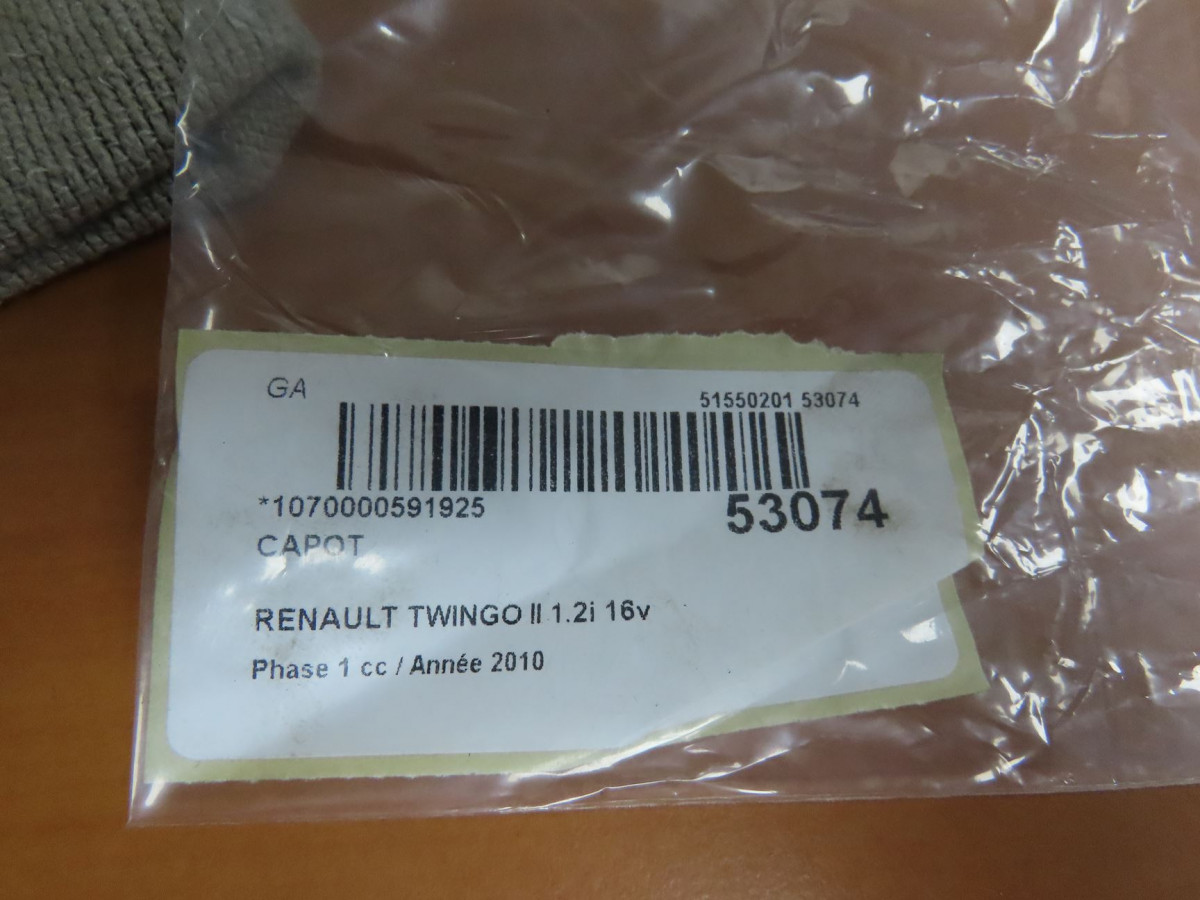 GA
51550201 53074
*1070000591925
53074
CAPOT
RENAULT TWINGO II 1.2i 16v
Phase 1 cc / Année 2010